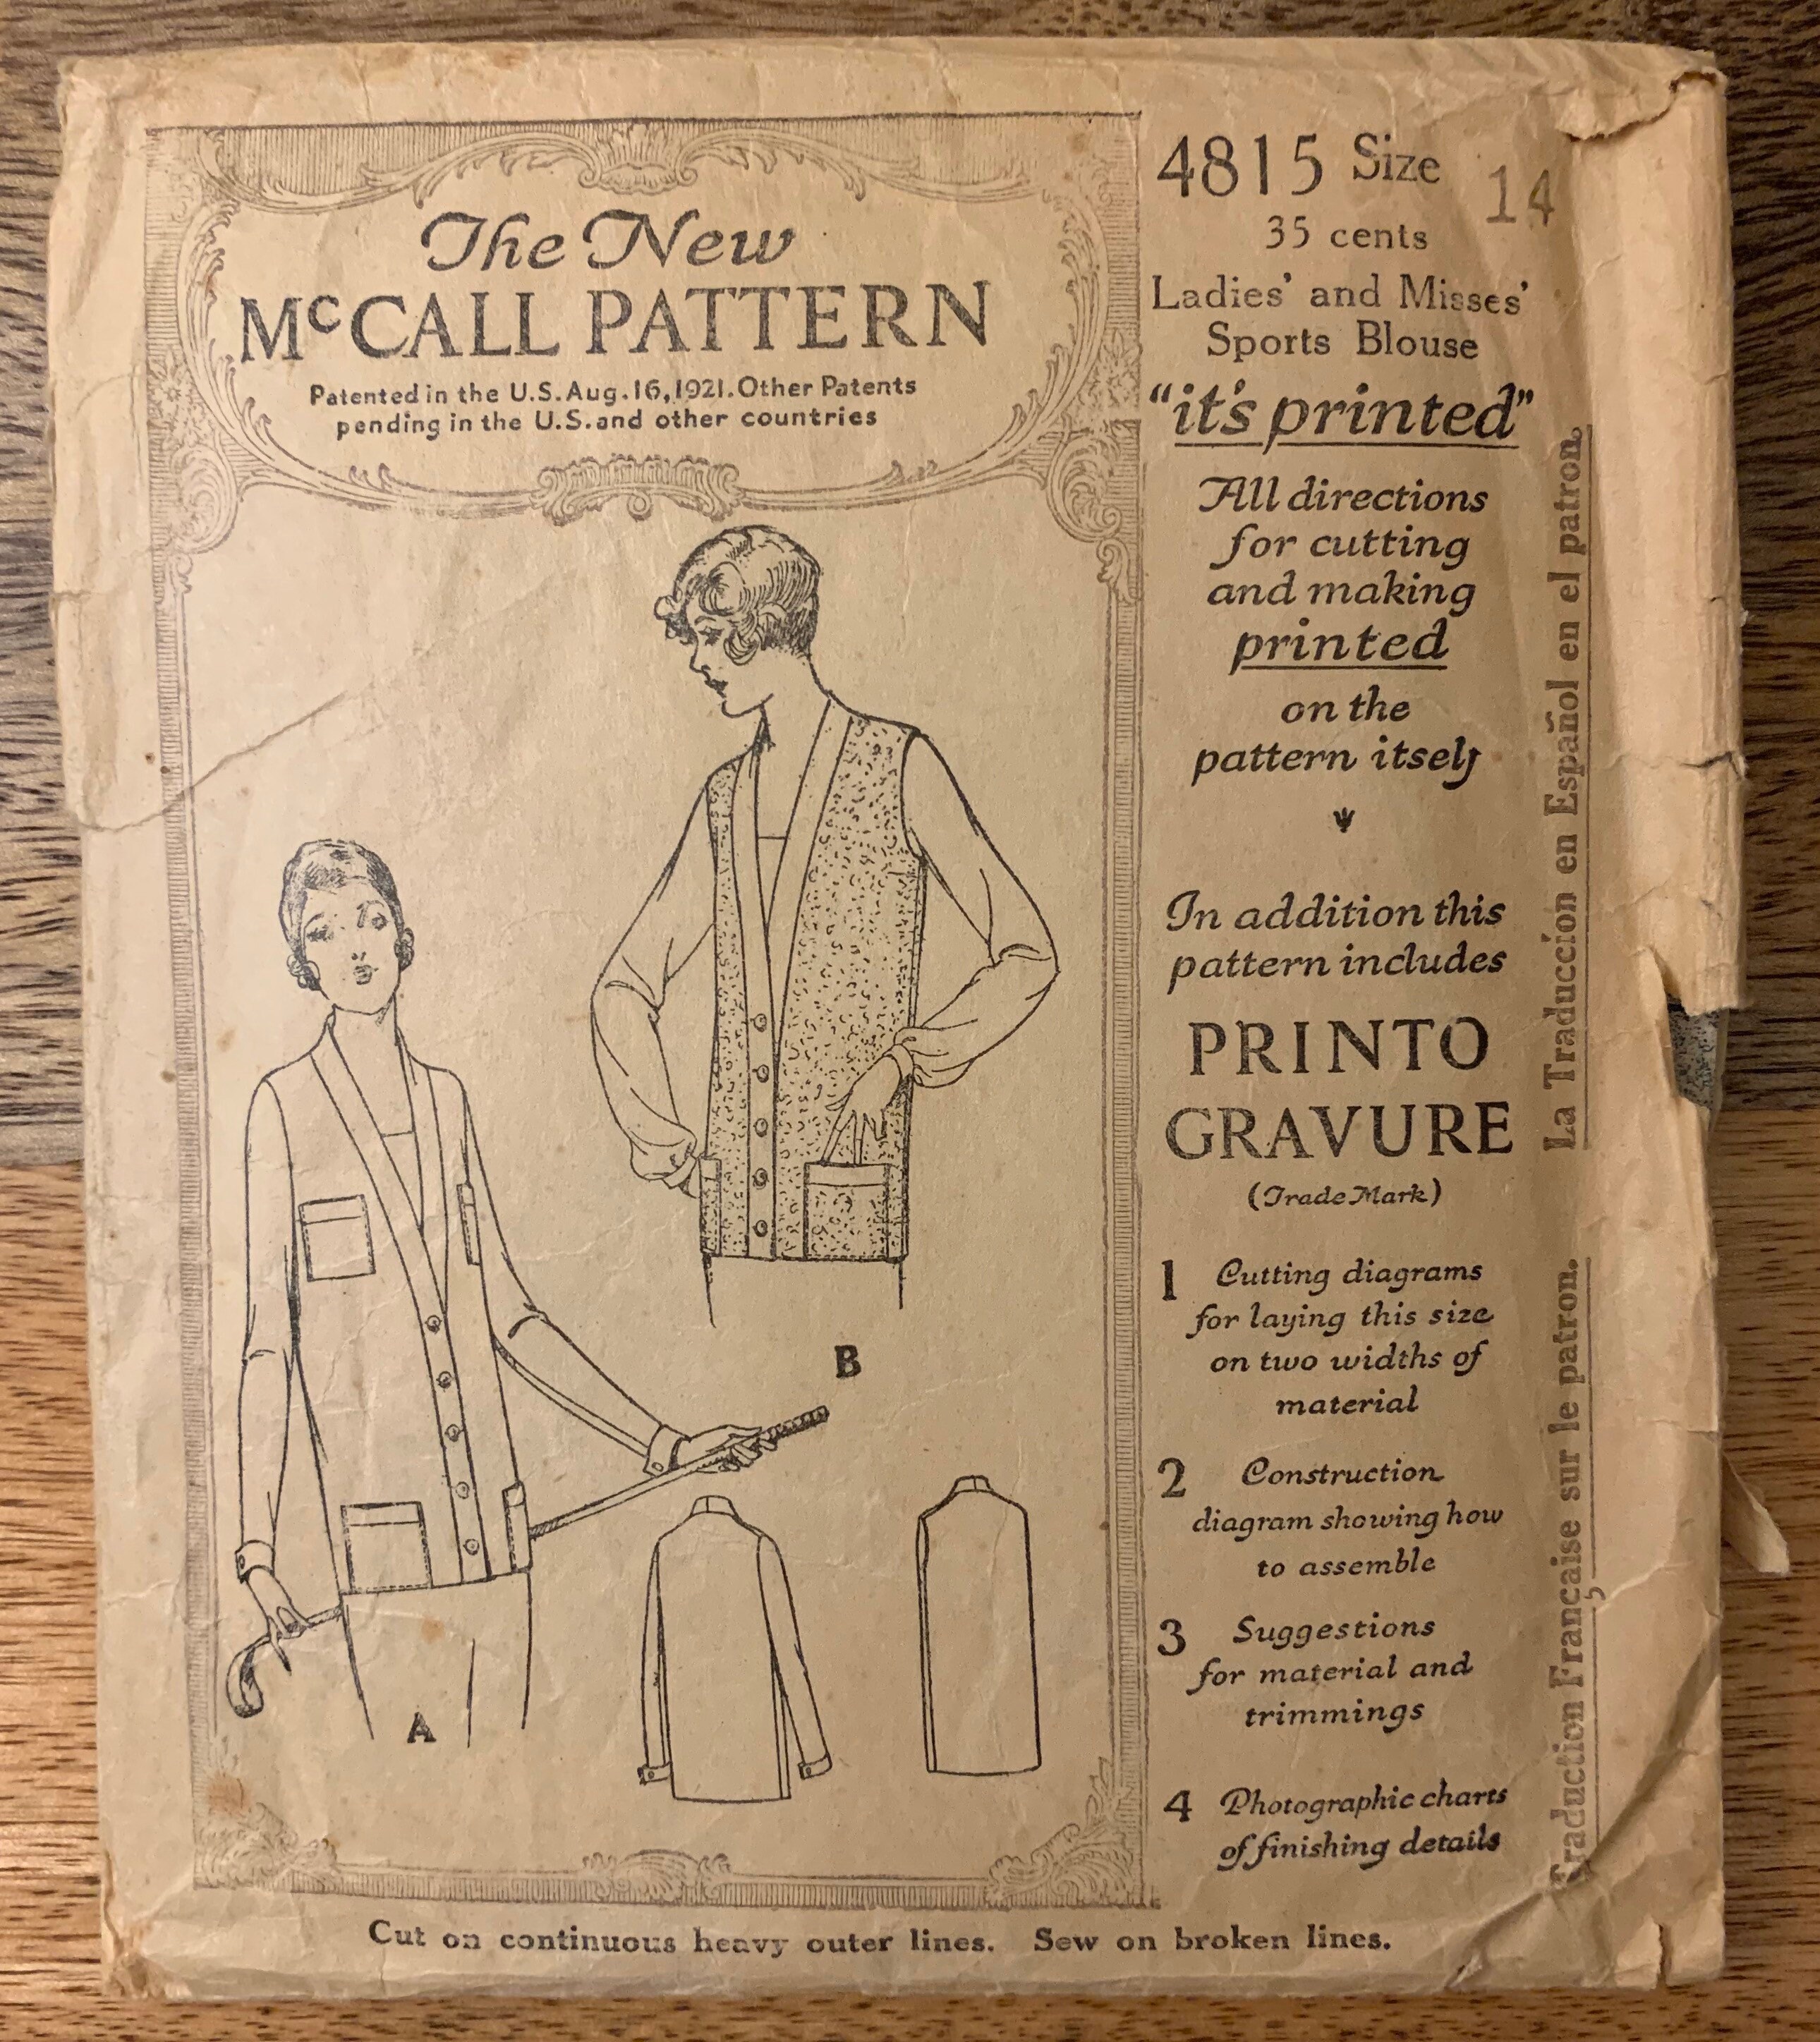 The New
McCALL PATTERN
Patented in the U.S. Aug. 16, 1921. Other Patents
pending in the U.S. and other countries
A
B
4815 Size 14
35 cents
Ladies' and Misses'
Sports Blouse
"it's printed"
All directions
for cutting
and making
printed
on the
pattern itself
In addition this
pattern includes
PRINTO
GRAVURE
(Trade Mark)
1 Cutting diagrams
for laying this size
on two widths of
material
2 Construction
diagram showing how
to assemble
3 Suggestions
for material and
trimmings
4 Photographic charts
of finishing details
La Traducción en Español en el patron.
Traduction Française sur le patron.
Cut on continuous heavy outer lines. Sew on broken lines.